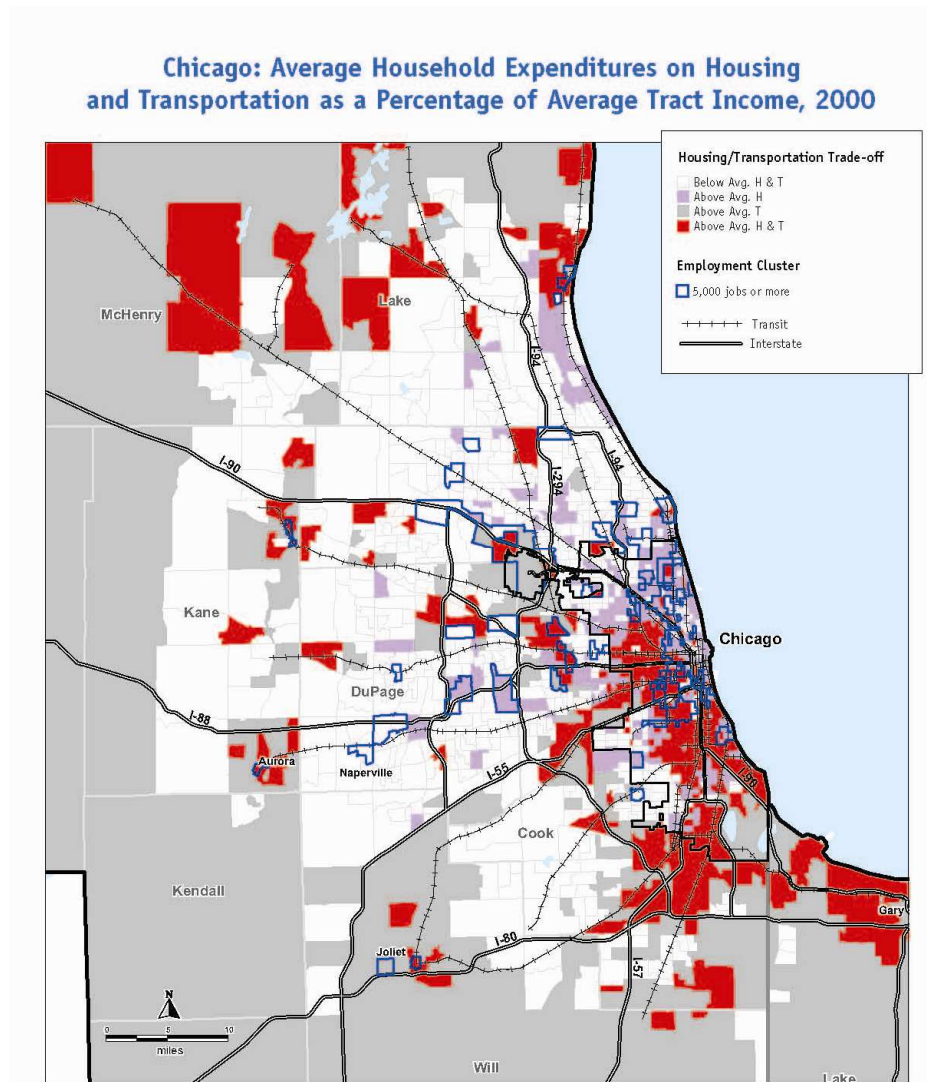 Chicago: Average Household Expenditures on Housing
and Transportation as a Percentage of Average Tract Income, 2000
Housing/Transportation Trade-off
Below Avg. H & T
Above Avg. H
Above Avg. T
Above Avg. H & T
Employment Cluster
5,000 jobs or more
Transit
Interstate
McHenry
Lake
I-94
I-90
I-294
I-94
Kane
Chicago
DuPage
I-88
Aurora
Naperville
I-55
I-90
Cook
Kendall
Gary
Joliet
I-80
I-57
N
0 5 10
miles
Will
Lake